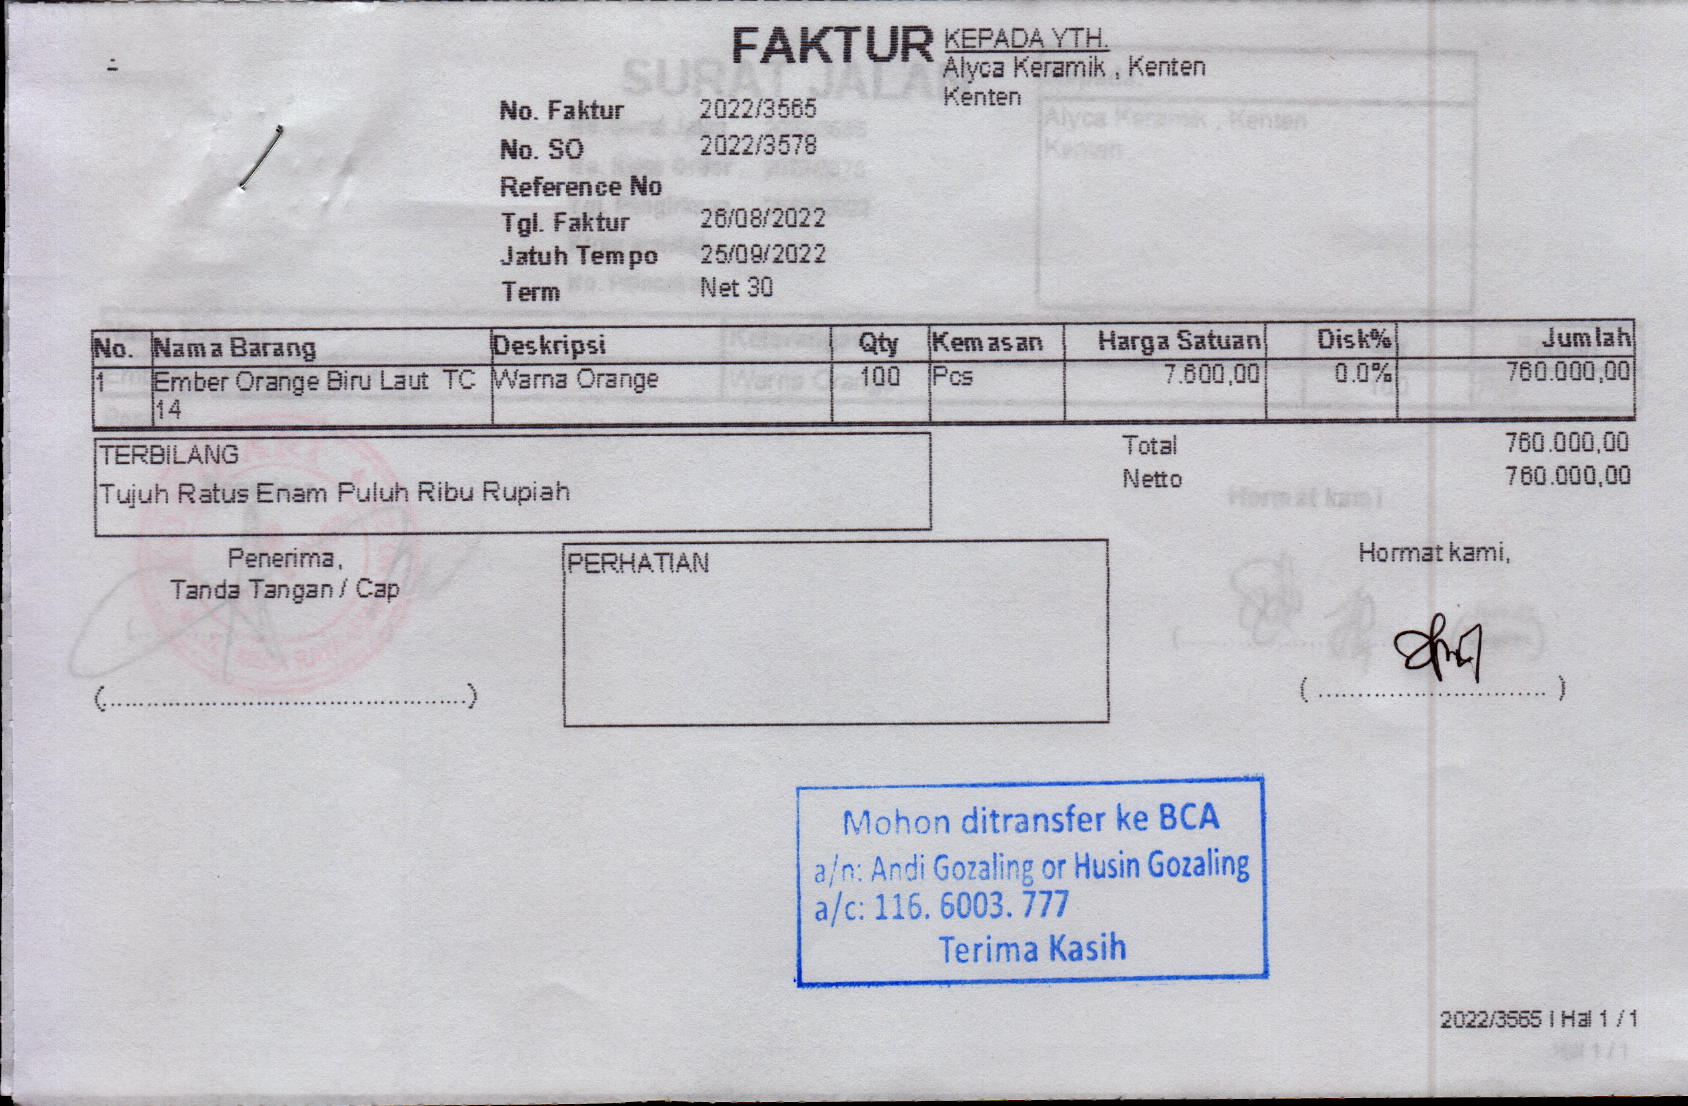 FAKTUR
KEPADA YTH.
Alyca Keramik , Kenten
Kenten
No. Faktur 2022/3565
No. SO 2022/3578
Reference No
Tgl. Faktur 26/08/2022
Jatuh Tempo 25/09/2022
Term Net 30
No. Nama Barang Deskripsi Qty Kemasan Harga Satuan Disk% Jumlah
1 Ember Orange Biru Laut TC Warna Orange 100 Pcs 7.600,00 0.0% 760.000,00
14
TERBILANG
Tujuh Ratus Enam Puluh Ribu Rupiah
Total 760.000,00
Netto 760.000,00
Penerima,
Tanda Tangan / Cap
(...............................................)
PERHATIAN
Hormat kami,
( ............................. )
Mohon ditransfer ke BCA
a/n: Andi Gozaling or Husin Gozaling
a/c: 116. 6003. 777
Terima Kasih
2022/3565 | Hal 1 / 1